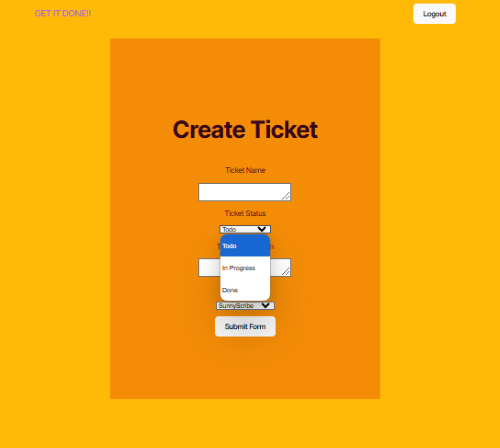 GET IT DONE!!
Logout
Create Ticket
Ticket Name
Ticket Status
Todo
Todo
In Progress
Done
SunnyScribe
Submit Form